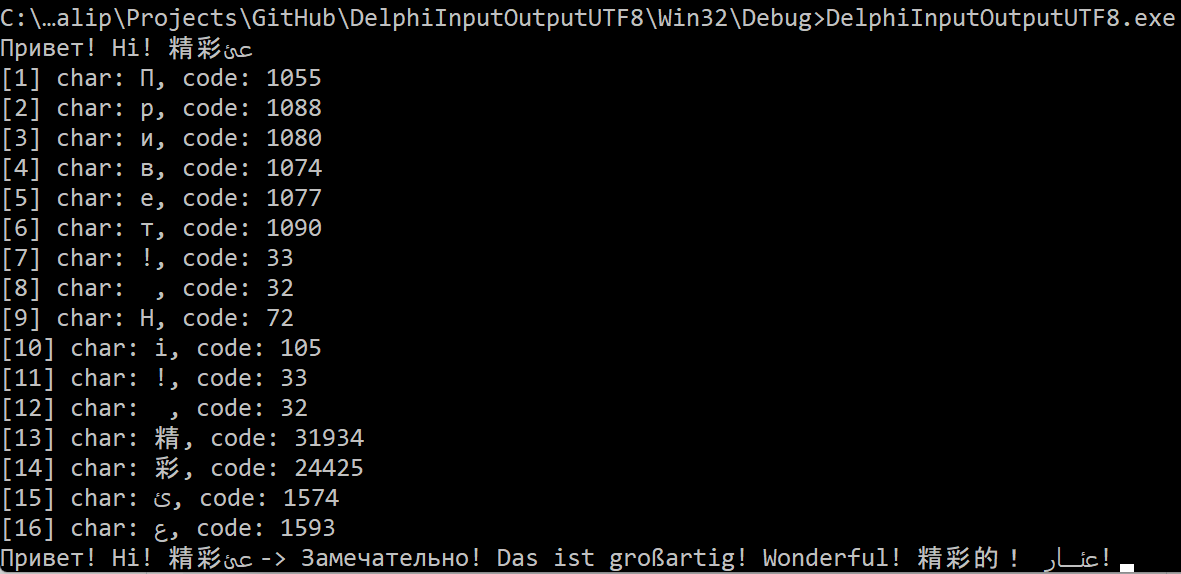 C:\…alip\Projects\GitHub\DelphiInputOutputUTF8\Win32\Debug>DelphiInputOutputUTF8.exe
Привет! Hi! 精彩ئع
[1] char: П, code: 1055
[2] char: р, code: 1088
[3] char: и, code: 1080
[4] char: в, code: 1074
[5] char: е, code: 1077
[6] char: т, code: 1090
[7] char: !, code: 33
[8] char:  , code: 32
[9] char: H, code: 72
[10] char: i, code: 105
[11] char: !, code: 33
[12] char:  , code: 32
[13] char: 精, code: 31934
[14] char: 彩, code: 24425
[15] char: ئ, code: 1574
[16] char: ع, code: 1593
Привет! Hi! 精彩ئع -> Замечательно! Das ist großartig! Wonderful! 精彩的！ عئــار!